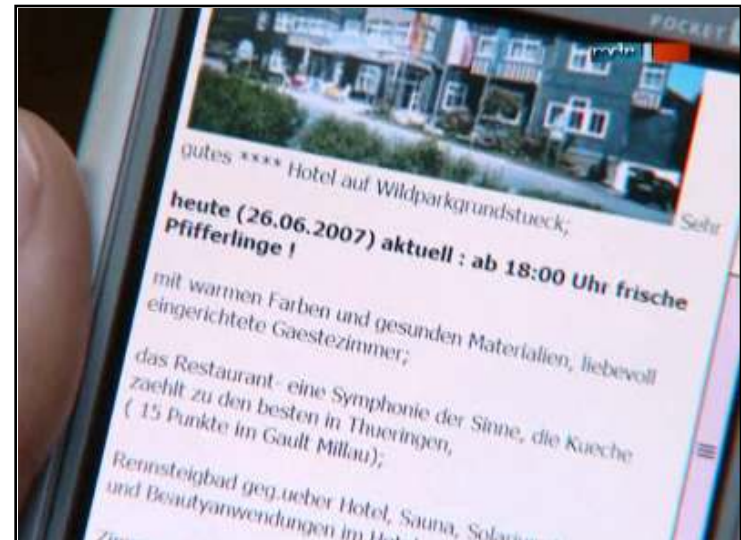 POCKET
mdr
Sehr
gutes **** Hotel auf Wildparkgrundstueck;
heute (26.06.2007) aktuell : ab 18:00 Uhr frische
Pfifferlinge !
mit warmen Farben und gesunden Materialien, liebevoll
eingerichtete Gaestezimmer;
das Restaurant- eine Symphonie der Sinne, die Kueche
zaehlt zu den besten in Thueringen,
( 15 Punkte im Gault Millau);
Rennsteigbad geg.ueber Hotel, Sauna,
und Beautyanwendungen im